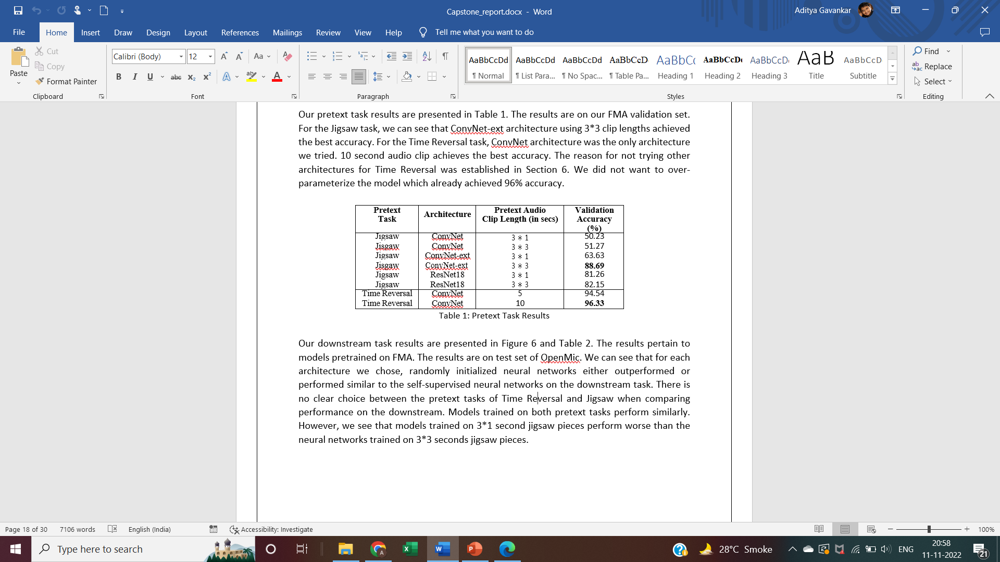 Capstone_report.docx - Word
Aditya Gavankar
File Home Insert Draw Design Layout References Mailings Review View Help Tell me what you want to do
Paste
Cut
Copy
Format Painter
Clipboard
Calibri (Body) 12
Font
Paragraph
AaBbCcDd AaBbCcDd AaBbCcDd AaBbCcD AaBbCc AaBbCcDd AaBbCcD AaB AaBbCcD
¶ Normal ¶ List Para... ¶ No Spac... ¶ Table Pa... Heading 1 Heading 2 Heading 3 Title Subtitle
Styles
Find
Replace
Select
Editing
Our pretext task results are presented in Table 1. The results are on our FMA validation set.
For the Jigsaw task, we can see that ConvNet-ext architecture using 3*3 clip lengths achieved
the best accuracy. For the Time Reversal task, ConvNet architecture was the only architecture
we tried. 10 second audio clip achieves the best accuracy. The reason for not trying other
architectures for Time Reversal was established in Section 6. We did not want to over-
parameterize the model which already achieved 96% accuracy.
Pretext Task Architecture Pretext Audio Clip Length (in secs) Validation Accuracy (%)
Jigsaw ConvNet 3 * 1 50.23
Jisgaw ConvNet 3 * 3 51.27
Jigsaw ConvNet-ext 3 * 1 63.63
Jisgaw ConvNet-ext 3 * 3 88.69
Jigsaw ResNet18 3 * 1 81.26
Jigsaw ResNet18 3 * 3 82.15
Time Reversal ConvNet 5 94.54
Time Reversal ConvNet 10 96.33
Table 1: Pretext Task Results
Our downstream task results are presented in Figure 6 and Table 2. The results pertain to
models pretrained on FMA. The results are on test set of OpenMic. We can see that for each
architecture we chose, randomly initialized neural networks either outperformed or
performed similar to the self-supervised neural networks on the downstream task. There is
no clear choice between the pretext tasks of Time Reversal and Jigsaw when comparing
performance on the downstream. Models trained on both pretext tasks perform similarly.
However, we see that models trained on 3*1 second jigsaw pieces perform worse than the
neural networks trained on 3*3 seconds jigsaw pieces.
Page 18 of 30 7106 words English (India) Accessibility: Investigate 100%
Type here to search
28°C Smoke ENG 20:58
11-11-2022
21